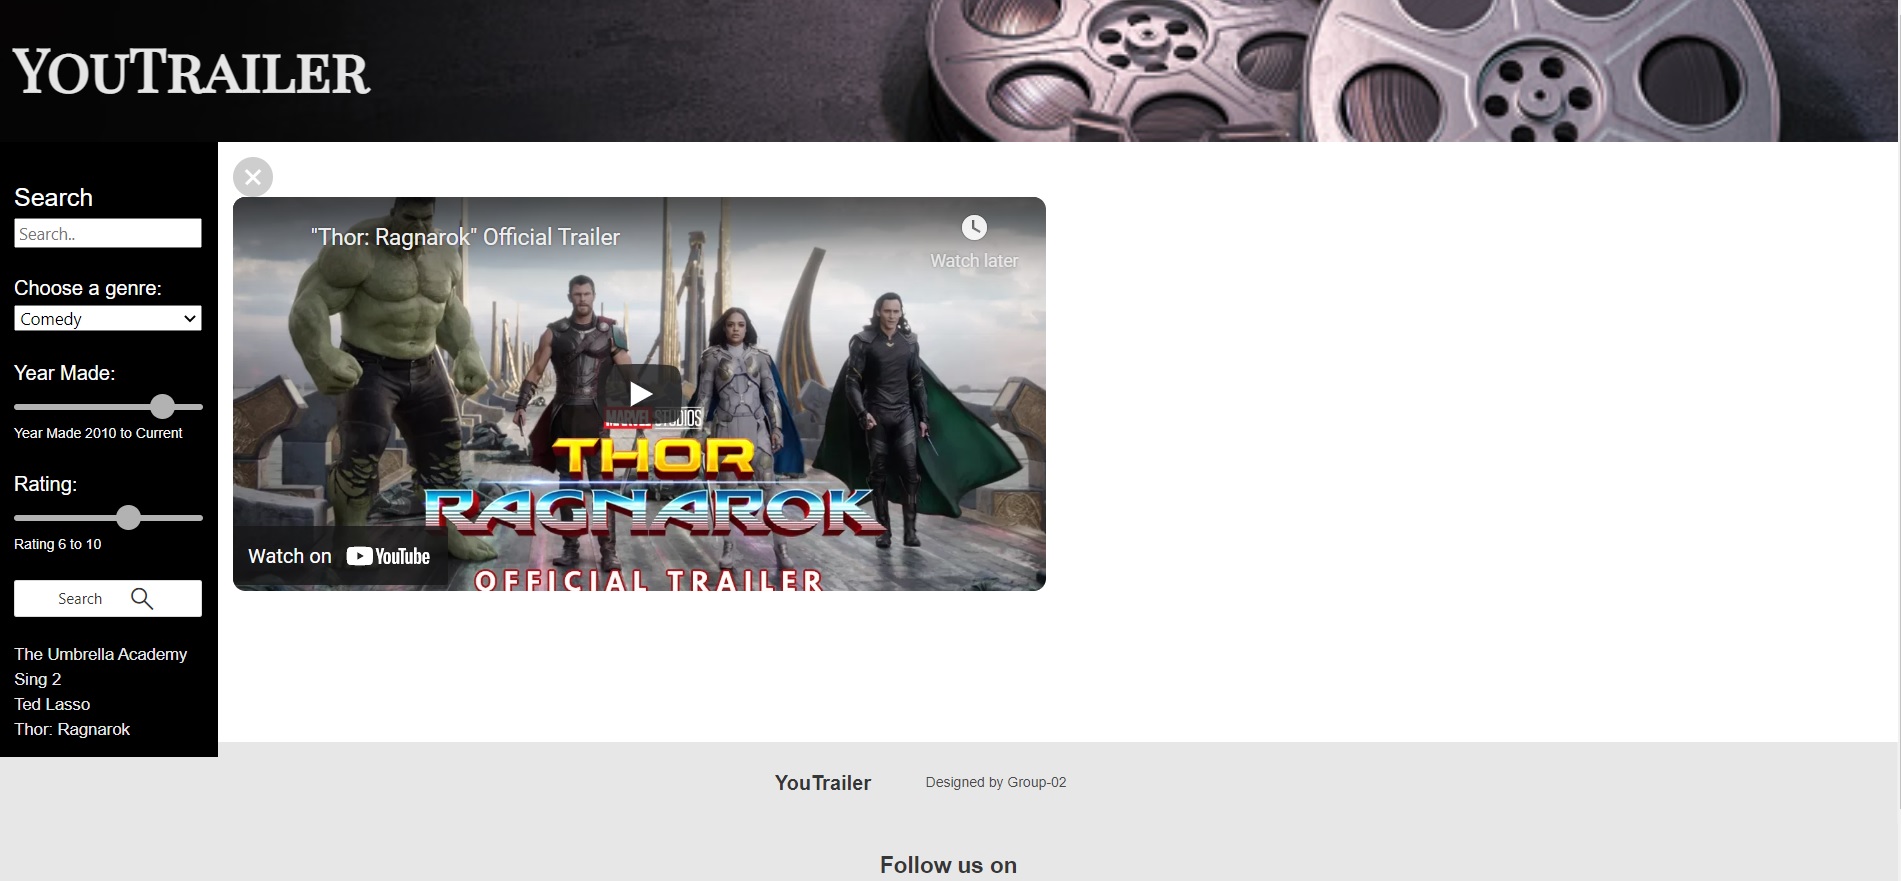 YouTrailer
Search
Search..
Choose a genre:
Comedy
Year Made:
Year Made 2010 to Current
Rating:
Rating 6 to 10
Search
The Umbrella Academy
Sing 2
Ted Lasso
Thor: Ragnarok
"Thor: Ragnarok" Official Trailer
Watch later
MARVEL STUDIOS
THOR
RAGNAROK
OFFICIAL TRAILER
Watch on YouTube
YouTrailer
Designed by Group-02
Follow us on